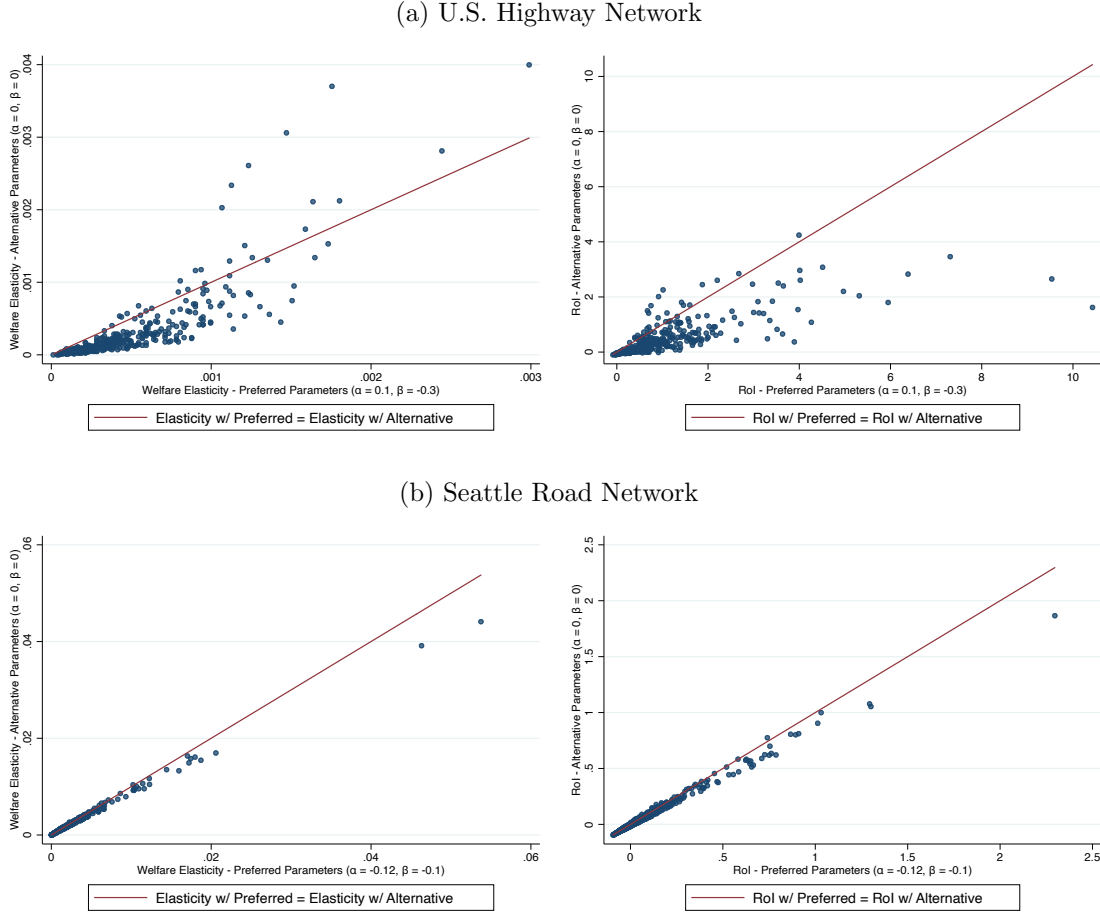 (a) U.S. Highway Network
Welfare Elasticity - Alternative Parameters (α = 0, β = 0)
.004
.003
.002
.001
0
0
.001
.002
.003
Welfare Elasticity - Preferred Parameters (α = 0.1, β = -0.3)
Elasticity w/ Preferred = Elasticity w/ Alternative
RoI - Alternative Parameters (α = 0, β = 0)
10
8
6
4
2
0
0
2
4
6
8
10
RoI - Preferred Parameters (α = 0.1, β = -0.3)
RoI w/ Preferred = RoI w/ Alternative
(b) Seattle Road Network
Welfare Elasticity - Alternative Parameters (α = 0, β = 0)
.06
.04
.02
0
0
.02
.04
.06
Welfare Elasticity - Preferred Parameters (α = -0.12, β = -0.1)
Elasticity w/ Preferred = Elasticity w/ Alternative
RoI - Alternative Parameters (α = 0, β = 0)
2.5
2
1.5
1
.5
0
0
.5
1
1.5
2
2.5
RoI - Preferred Parameters (α = -0.12, β = -0.1)
RoI w/ Preferred = RoI w/ Alternative